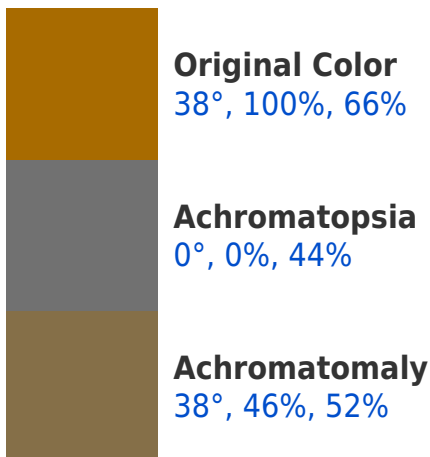 Original Color
38°, 100%, 66%
Achromatopsia
0°, 0%, 44%
Achromatomaly
38°, 46%, 52%